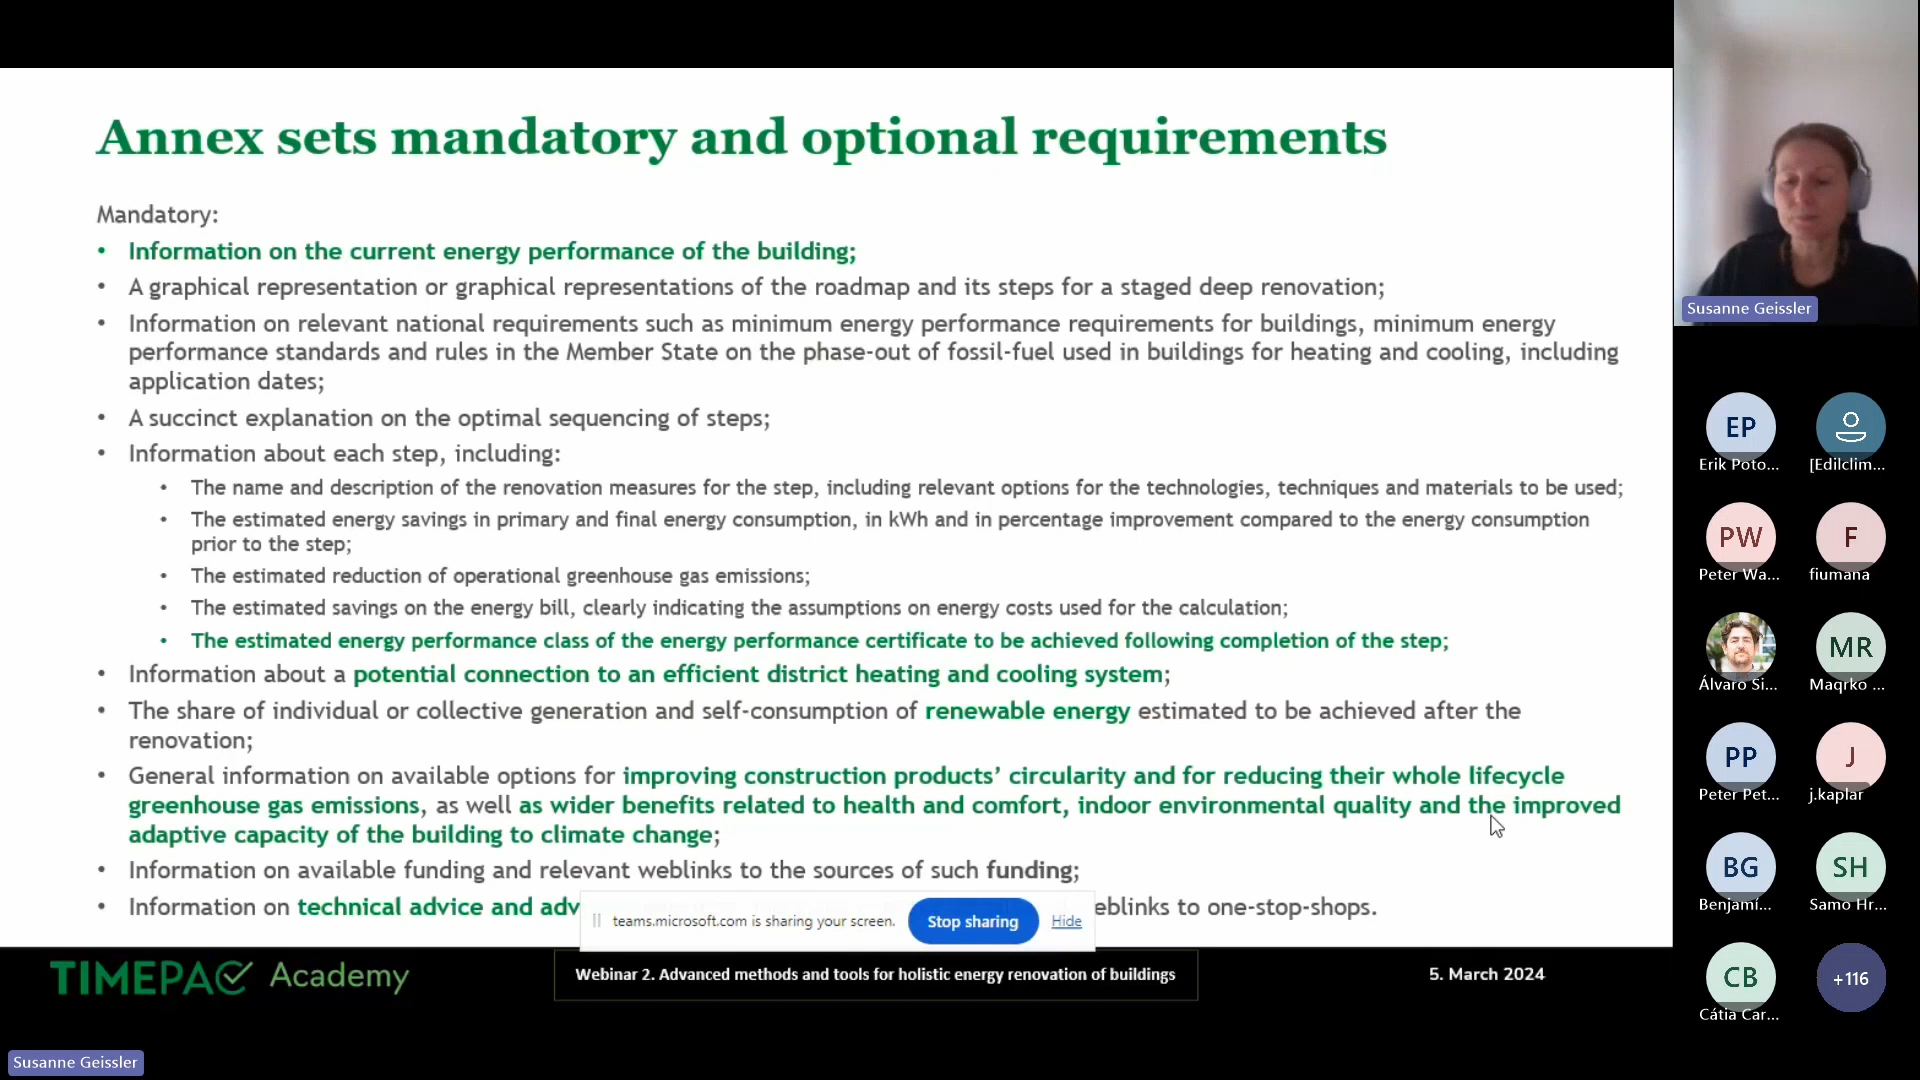 Annex sets mandatory and optional requirements
Mandatory:
• Information on the current energy performance of the building;
• A graphical representation or graphical representations of the roadmap and its steps for a staged deep renovation;
• Information on relevant national requirements such as minimum energy performance requirements for buildings, minimum energy
performance standards and rules in the Member State on the phase-out of fossil-fuel used in buildings for heating and cooling, including
application dates;
• A succinct explanation on the optimal sequencing of steps;
• Information about each step, including:
• The name and description of the renovation measures for the step, including relevant options for the technologies, techniques and materials to be used;
• The estimated energy savings in primary and final energy consumption, in kWh and in percentage improvement compared to the energy consumption
prior to the step;
• The estimated reduction of operational greenhouse gas emissions;
• The estimated savings on the energy bill, clearly indicating the assumptions on energy costs used for the calculation;
• The estimated energy performance class of the energy performance certificate to be achieved following completion of the step;
• Information about a potential connection to an efficient district heating and cooling system;
• The share of individual or collective generation and self-consumption of renewable energy estimated to be achieved after the
renovation;
• General information on available options for improving construction products’ circularity and for reducing their whole lifecycle
greenhouse gas emissions, as well as wider benefits related to health and comfort, indoor environmental quality and the improved
adaptive capacity of the building to climate change;
• Information on available funding and relevant weblinks to the sources of such funding;
• Information on technical advice and adv
eblinks to one-stop-shops.
teams.microsoft.com is sharing your screen.
Stop sharing
Hide
TIMEPAC Academy
Webinar 2. Advanced methods and tools for holistic energy renovation of buildings
5. March 2024
Susanne Geissler
Susanne Geissler
EP
Erik Poto...
[Edilclim...
PW
Peter Wa...
F
fiumana
Álvaro Si...
MR
Maqrko ...
PP
Peter Pet...
J
j.kaplar
BG
Benjamí...
SH
Samo Hr...
CB
Cátia Car...
+116